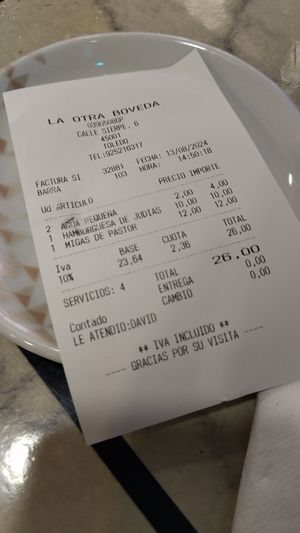 LA OTRA BOVEDA
03905080P
CALLE SIERPE, 6
45001
TOLEDO
TEL:925216317
FACTURA SI 32881 FECHA: 13/08/2024
BARRA 103 HORA: 14:50:18
Ud ARTICULO PRECIO IMPORTE
2 AGUA PEQUEÑA 2,00 4,00
1 HAMBURGUESA DE JUDIAS 10,00 10,00
1 MIGAS DE PASTOR 12,00 12,00
Iva BASE CUOTA TOTAL
10% 23,64 2,36 26,00
SERVICIOS: 4 TOTAL 26,00
ENTREGA 0,00
CAMBIO 0,00
Contado
LE ATENDIO:DAVID
** IVA INCLUIDO **
GRACIAS POR SU VISITA